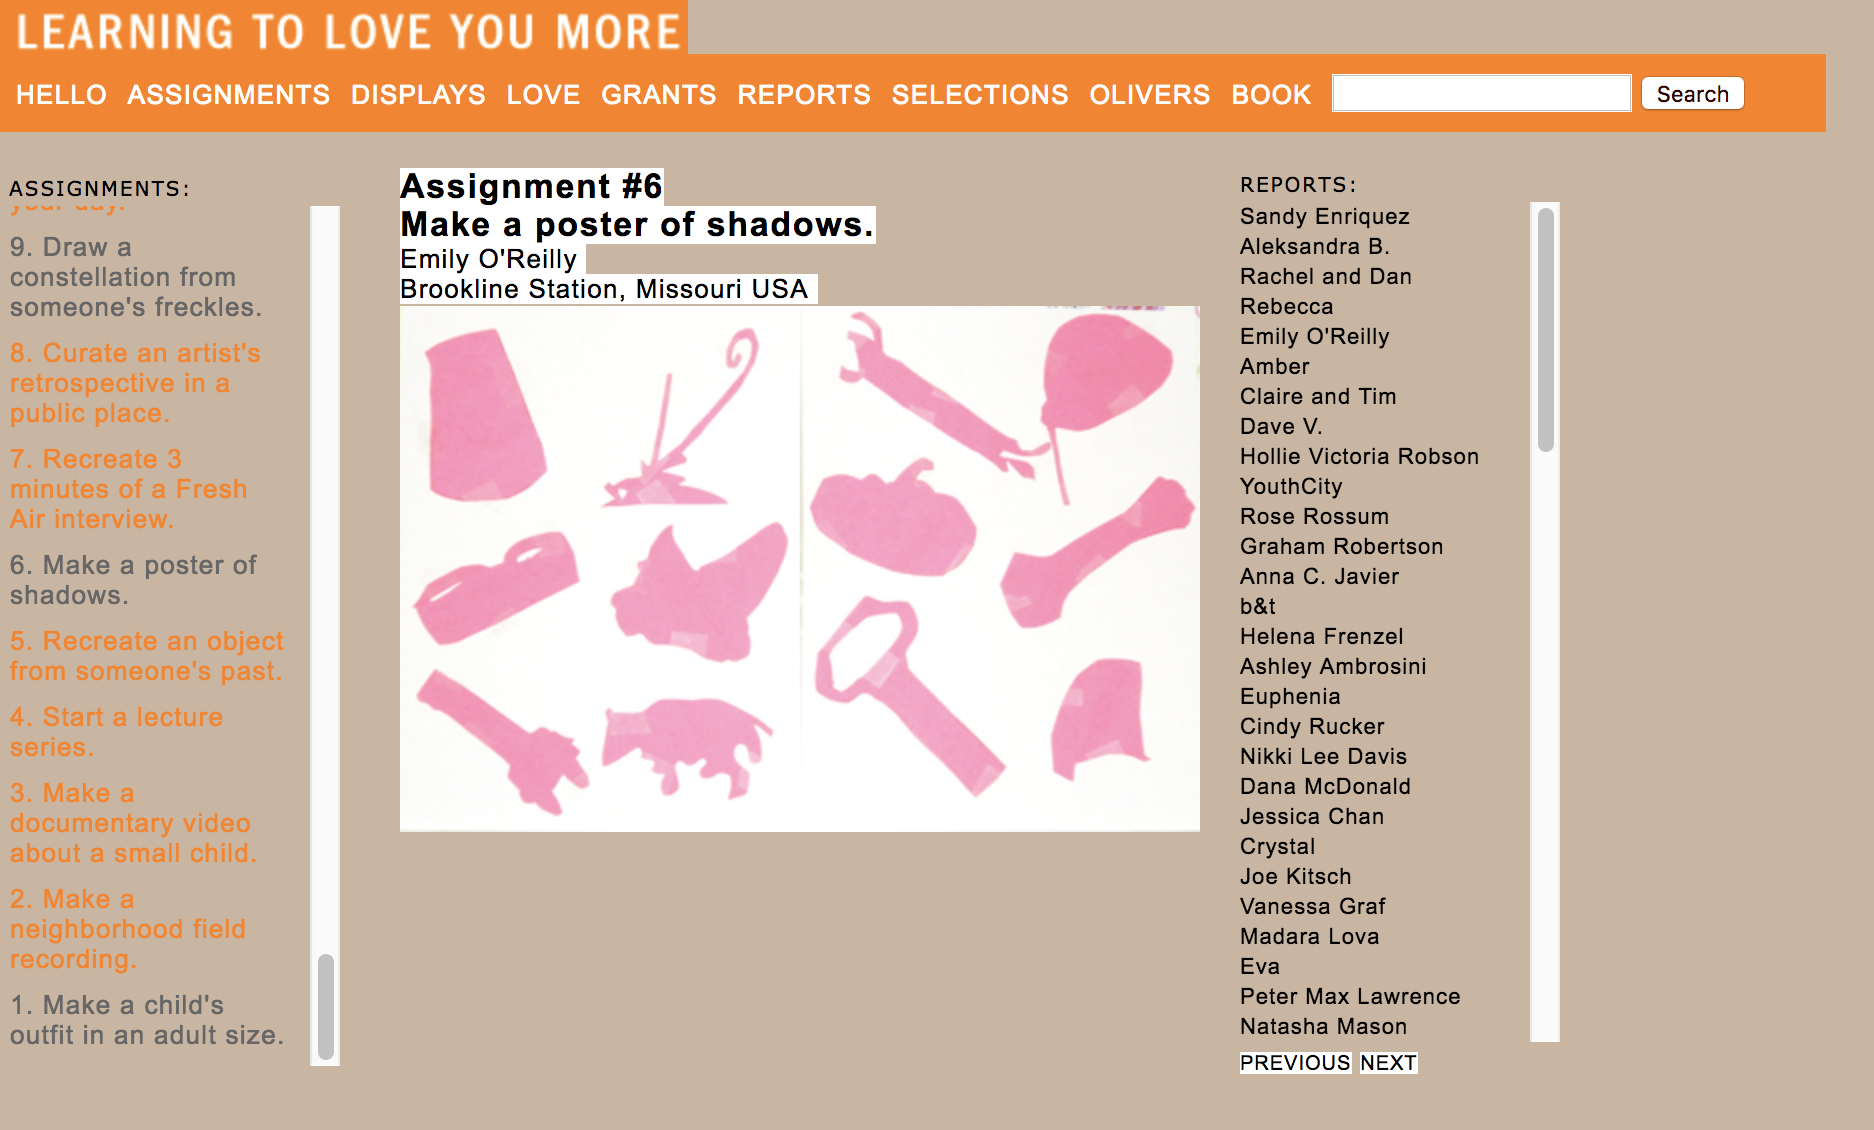 LEARNING TO LOVE YOU MORE
HELLO ASSIGNMENTS DISPLAYS LOVE GRANTS REPORTS SELECTIONS OLIVERS BOOK Search
ASSIGNMENTS:
your day.
9. Draw a
constellation from
someone's freckles.
8. Curate an artist's
retrospective in a
public place.
7. Recreate 3
minutes of a Fresh
Air interview.
6. Make a poster of
shadows.
5. Recreate an object
from someone's past.
4. Start a lecture
series.
3. Make a
documentary video
about a small child.
2. Make a
neighborhood field
recording.
1. Make a child's
outfit in an adult size.
Assignment #6
Make a poster of shadows.
Emily O'Reilly
Brookline Station, Missouri USA
REPORTS:
Sandy Enriquez
Aleksandra B.
Rachel and Dan
Rebecca
Emily O'Reilly
Amber
Claire and Tim
Dave V.
Hollie Victoria Robson
YouthCity
Rose Rossum
Graham Robertson
Anna C. Javier
b&t
Helena Frenzel
Ashley Ambrosini
Euphenia
Cindy Rucker
Nikki Lee Davis
Dana McDonald
Jessica Chan
Crystal
Joe Kitsch
Vanessa Graf
Madara Lova
Eva
Peter Max Lawrence
Natasha Mason
PREVIOUS NEXT